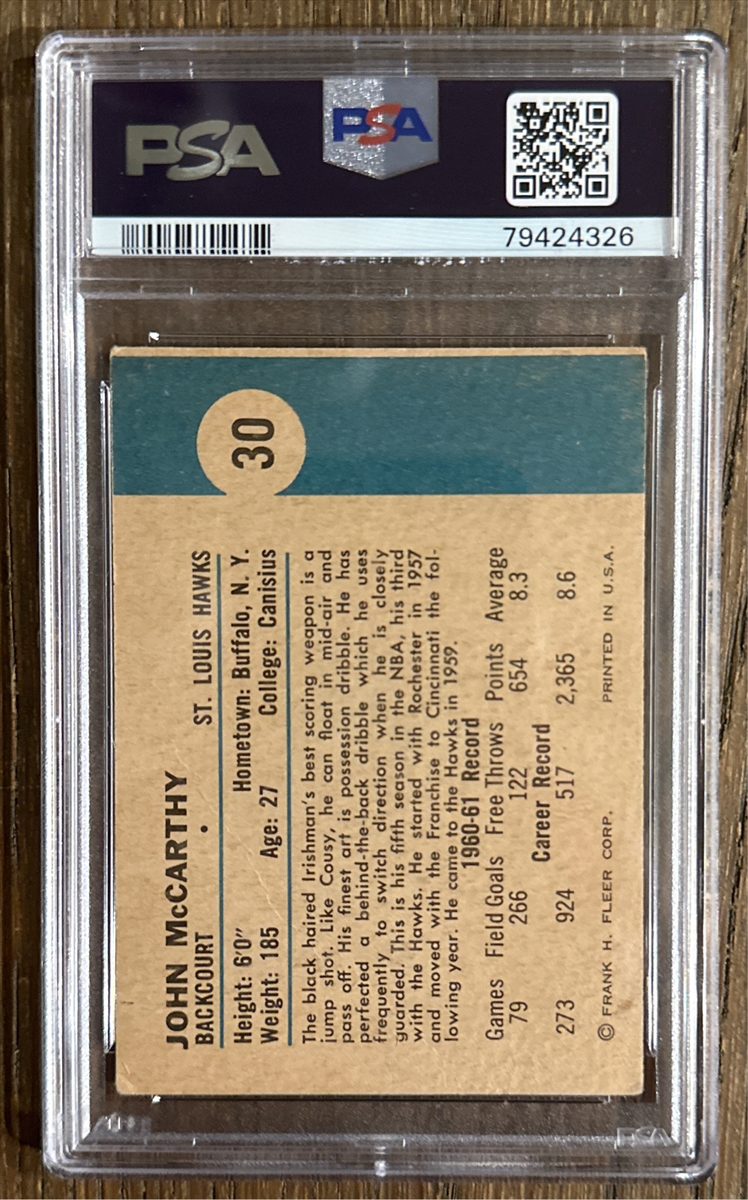 PSA
PSA
79424326
30
JOHN McCARTHY
BACKCOURT • ST. LOUIS HAWKS
Height: 6'0" Hometown: Buffalo, N. Y.
Weight: 185 Age: 27 College: Canisius
The black haired Irishman's best scoring weapon is a
jump shot. Like Cousy, he can float in mid-air and
pass off. His finest art is possession dribble. He has
perfected a behind-the-back dribble which he uses
frequently to switch direction when he is closely
guarded. This is his fifth season in the NBA, his third
with the Hawks. He started with Rochester in 1957
and moved with the Franchise to Cincinnati the fol-
lowing year. He came to the Hawks in 1959.
1960-61 Record
Games Field Goals Free Throws Points Average
79 266 122 654 8.3
Career Record
273 924 517 2,365 8.6
© FRANK H. FLEER CORP. PRINTED IN U.S.A.
PSA